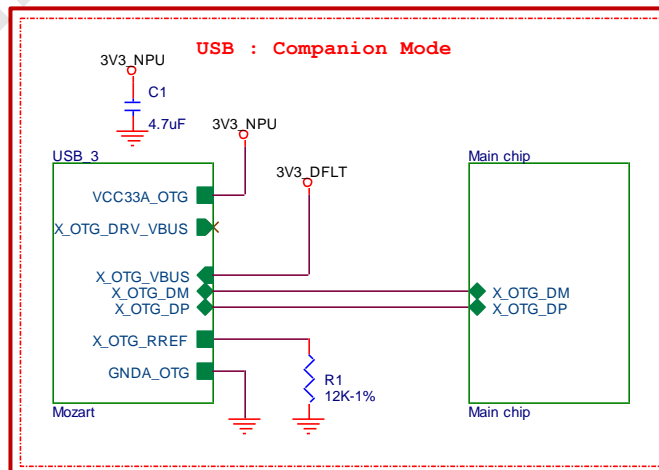 USB : Companion Mode
3V3_NPU
C1
4.7uF
3V3_NPU
USB_3
Main chip
3V3_DFLT
VCC33A_OTG
X_OTG_DRV_VBUS
X_OTG_VBUS
X_OTG_DM
X_OTG_DM
X_OTG_DP
X_OTG_DP
X_OTG_RREF
GNDA_OTG
R1
12K-1%
Mozart
Main chip